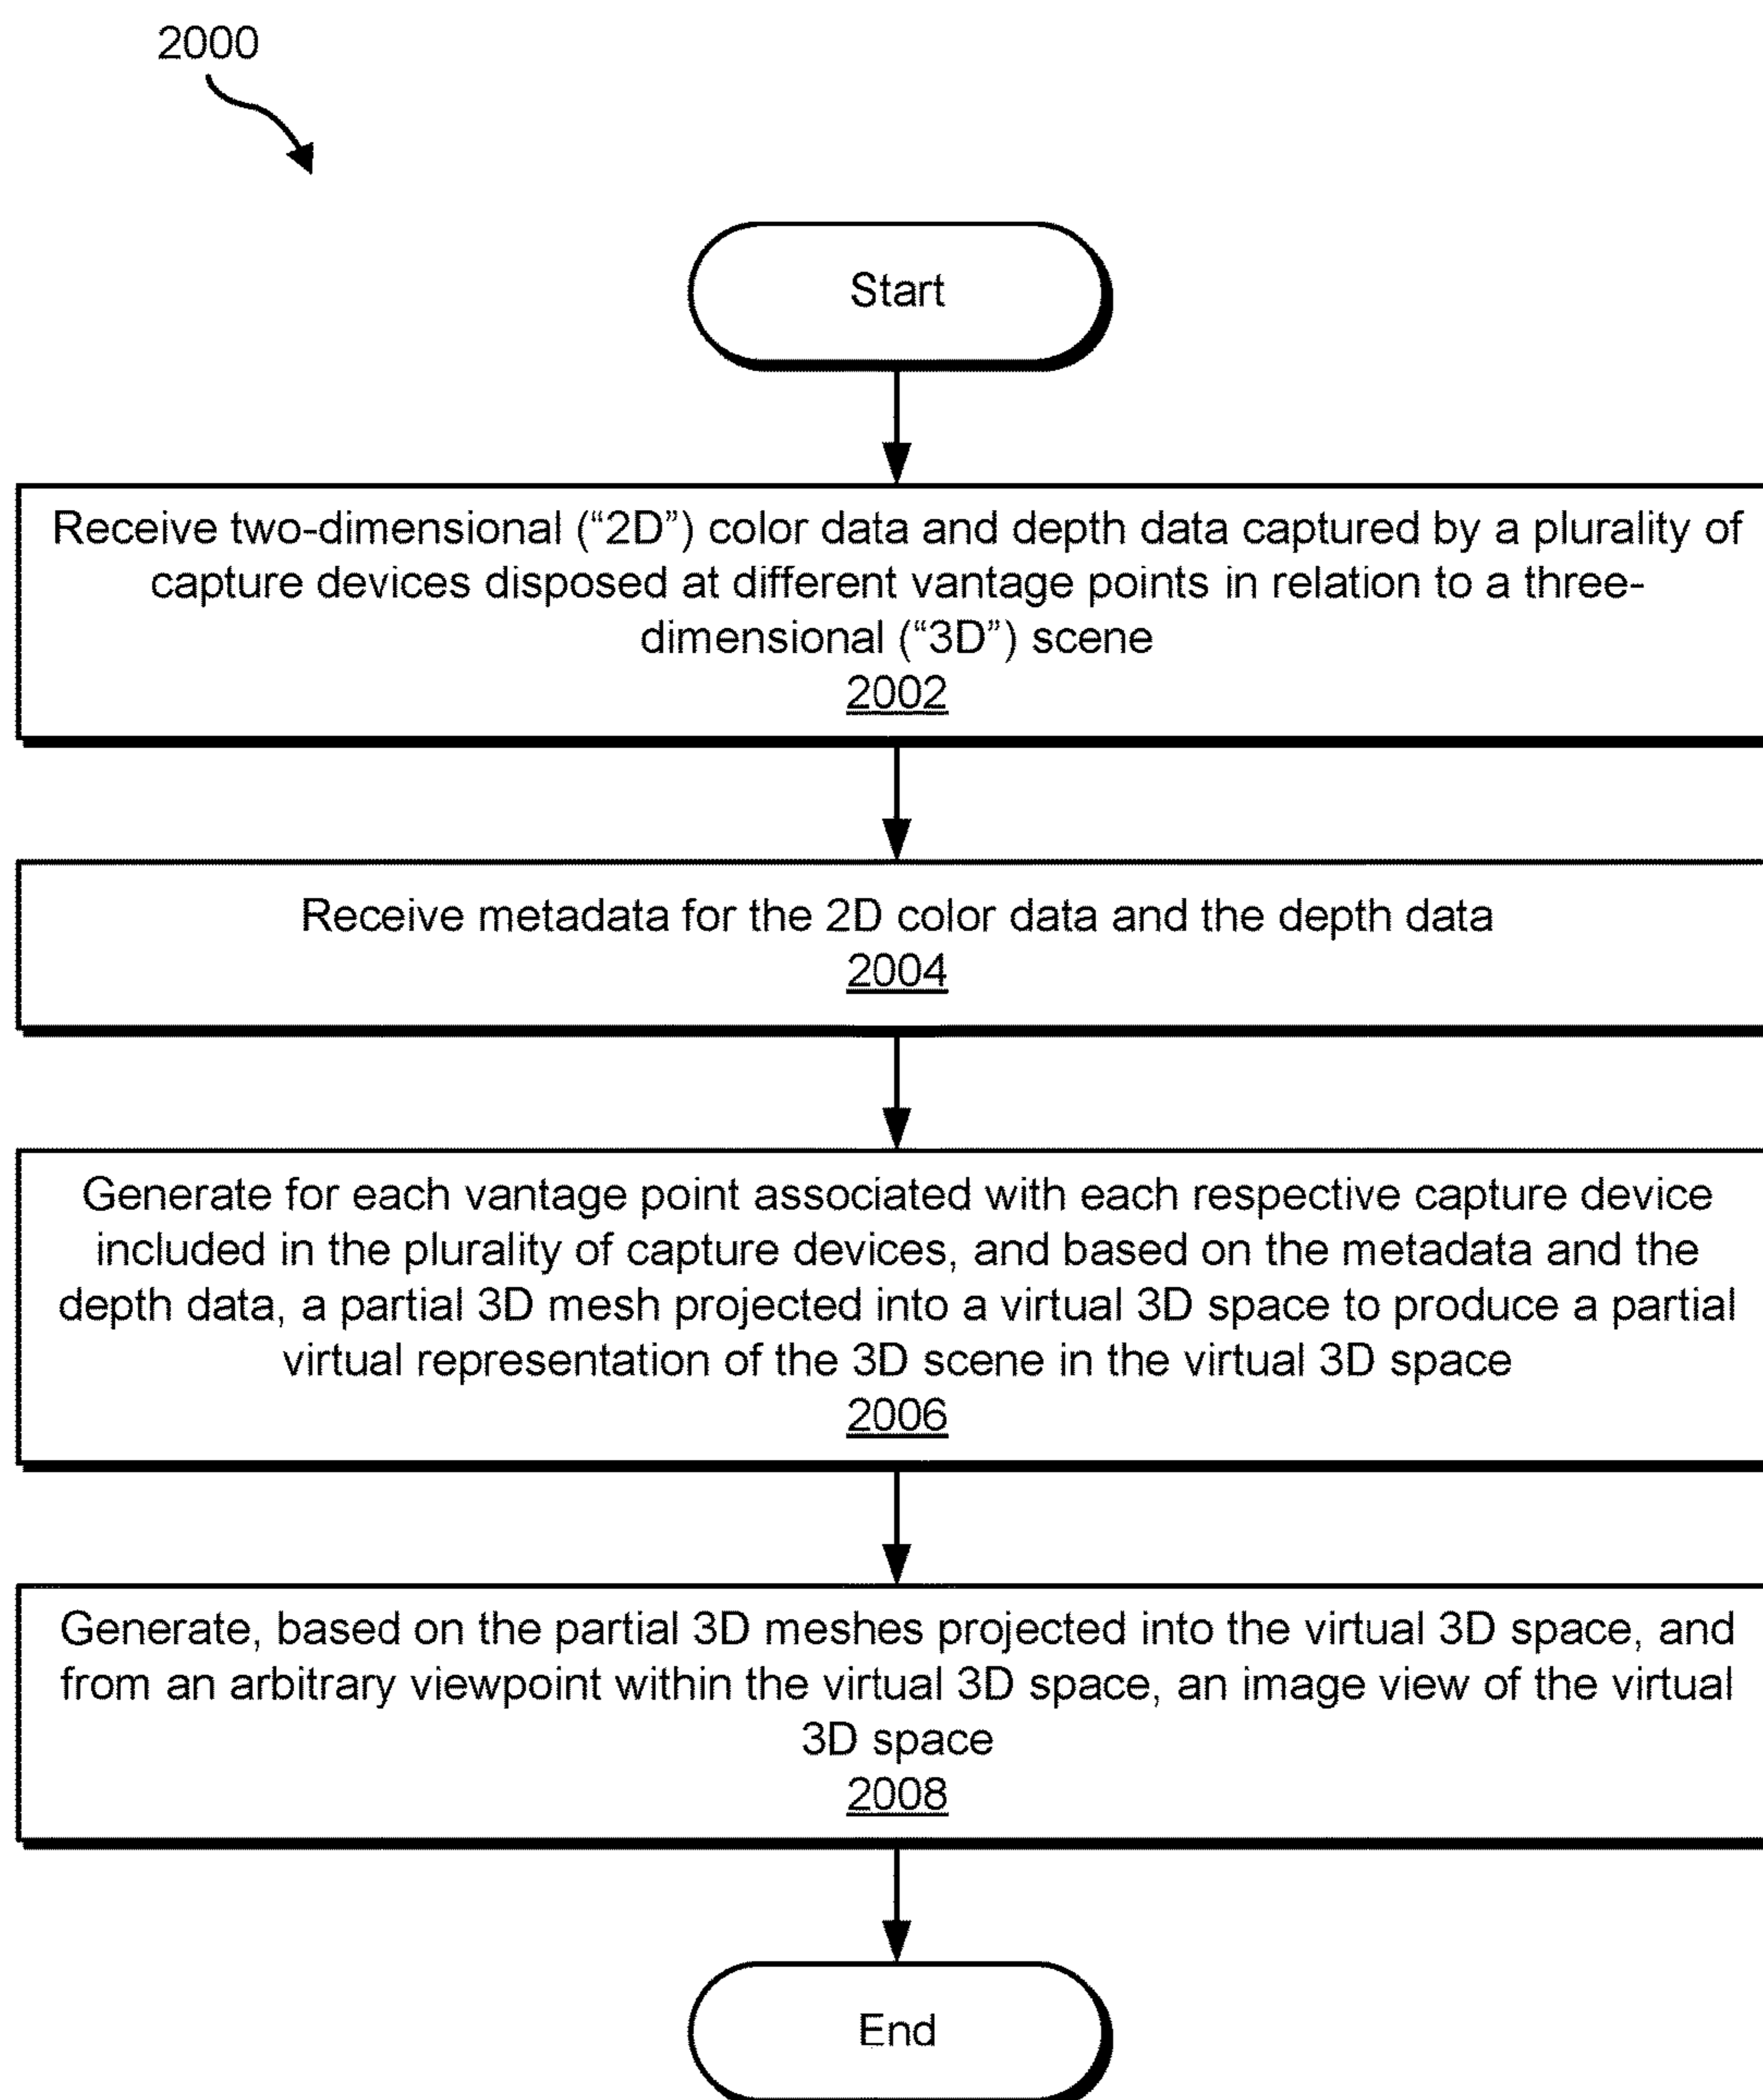 2000
Start
Receive two-dimensional (“2D”) color data and depth data captured by a plurality of
capture devices disposed at different vantage points in relation to a three-
dimensional (“3D”) scene
2002
Receive metadata for the 2D color data and the depth data
2004
Generate for each vantage point associated with each respective capture device
included in the plurality of capture devices, and based on the metadata and the
depth data, a partial 3D mesh projected into a virtual 3D space to produce a partial
virtual representation of the 3D scene in the virtual 3D space
2006
Generate, based on the partial 3D meshes projected into the virtual 3D space, and
from an arbitrary viewpoint within the virtual 3D space, an image view of the virtual
3D space
2008
End